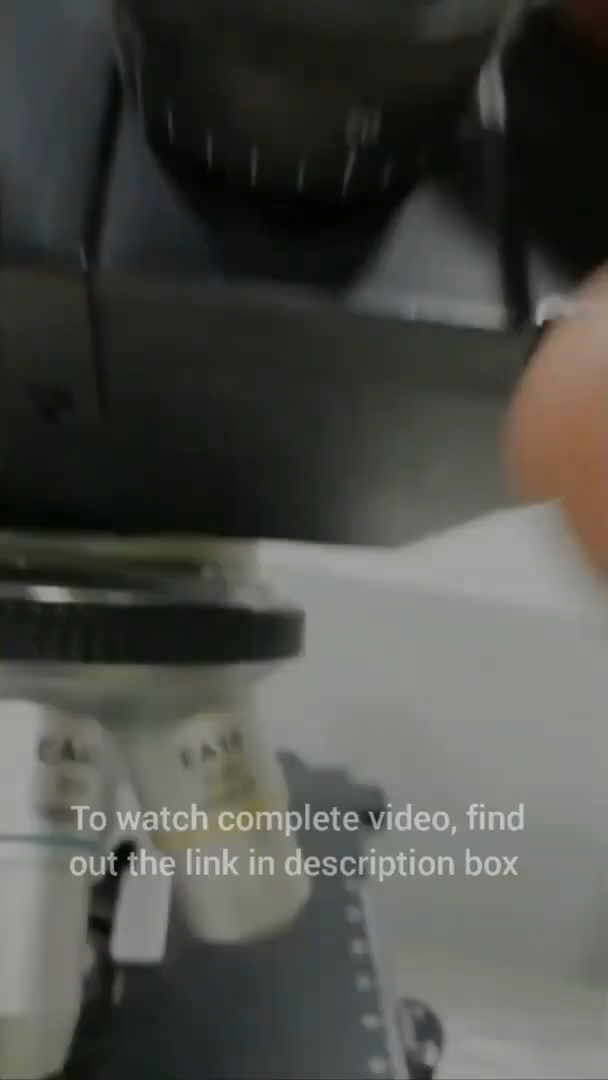 To watch complete video, find
out the link in description box